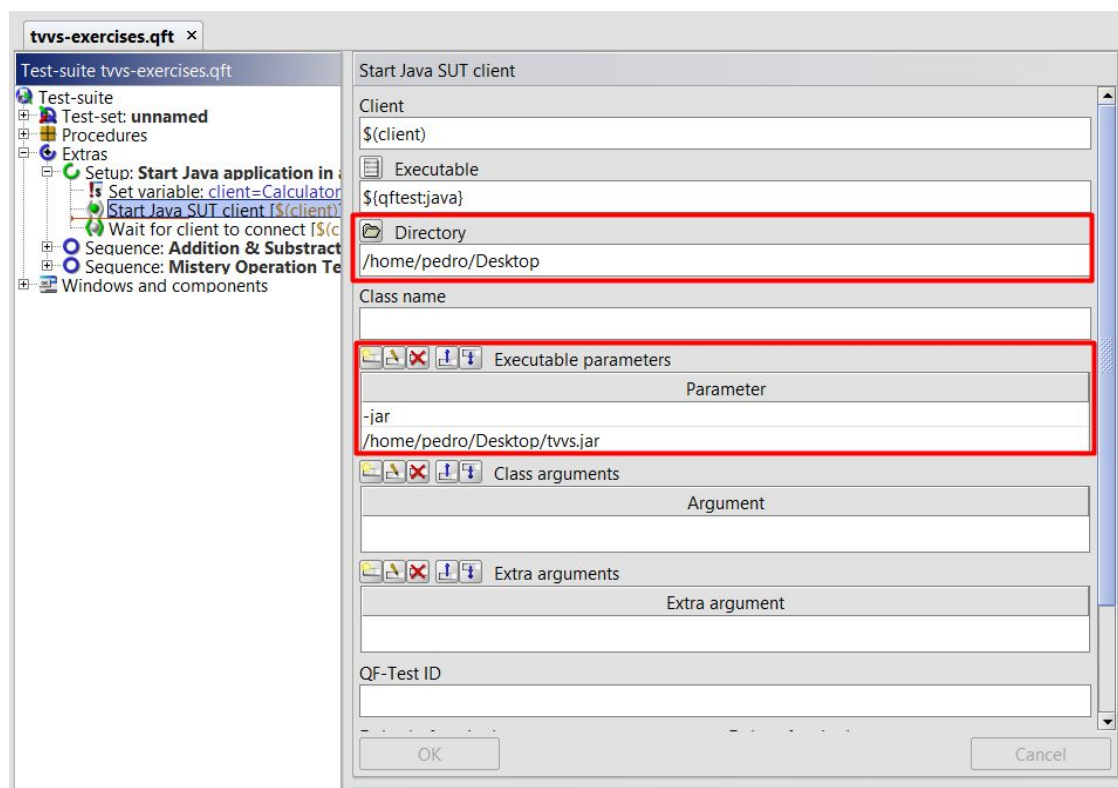 tvvs-exercises.qft ×
Test-suite tvvs-exercises.qft
Test-suite
Test-set: unnamed
Procedures
Extras
Setup: Start Java application in
Set variable: client=Calculator
Start Java SUT client [$(client)]
Wait for client to connect [$(c
Sequence: Addition & Substract
Sequence: Mistery Operation Te
Windows and components
Start Java SUT client
Client
$(client)
Executable
${qftest:java}
Directory
/home/pedro/Desktop
Class name
Executable parameters
Parameter
-jar
/home/pedro/Desktop/tvvs.jar
Class arguments
Argument
Extra arguments
Extra argument
QF-Test ID
OK
Cancel